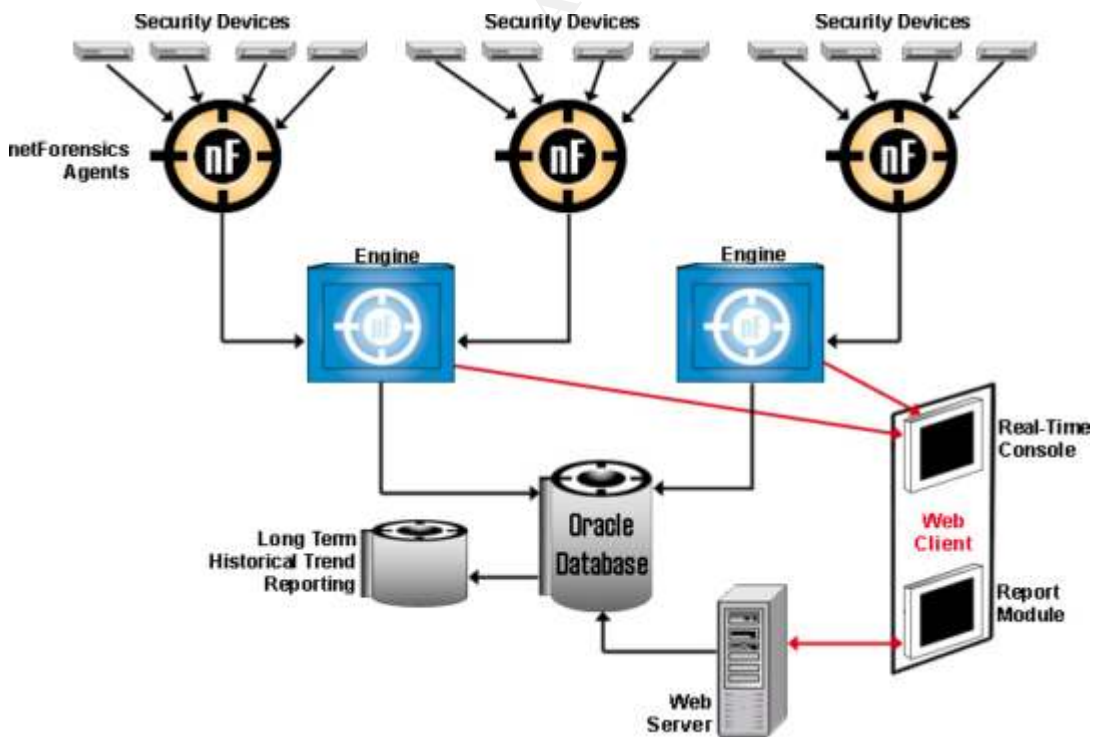 Security Devices
Security Devices
Security Devices
netForensics
Agents
nF
nF
nF
Engine
Engine
nF
nF
Real-Time
Console
Web
Client
Oracle
Database
Long Term
Historical Trend
Reporting
Report
Module
Web
Server